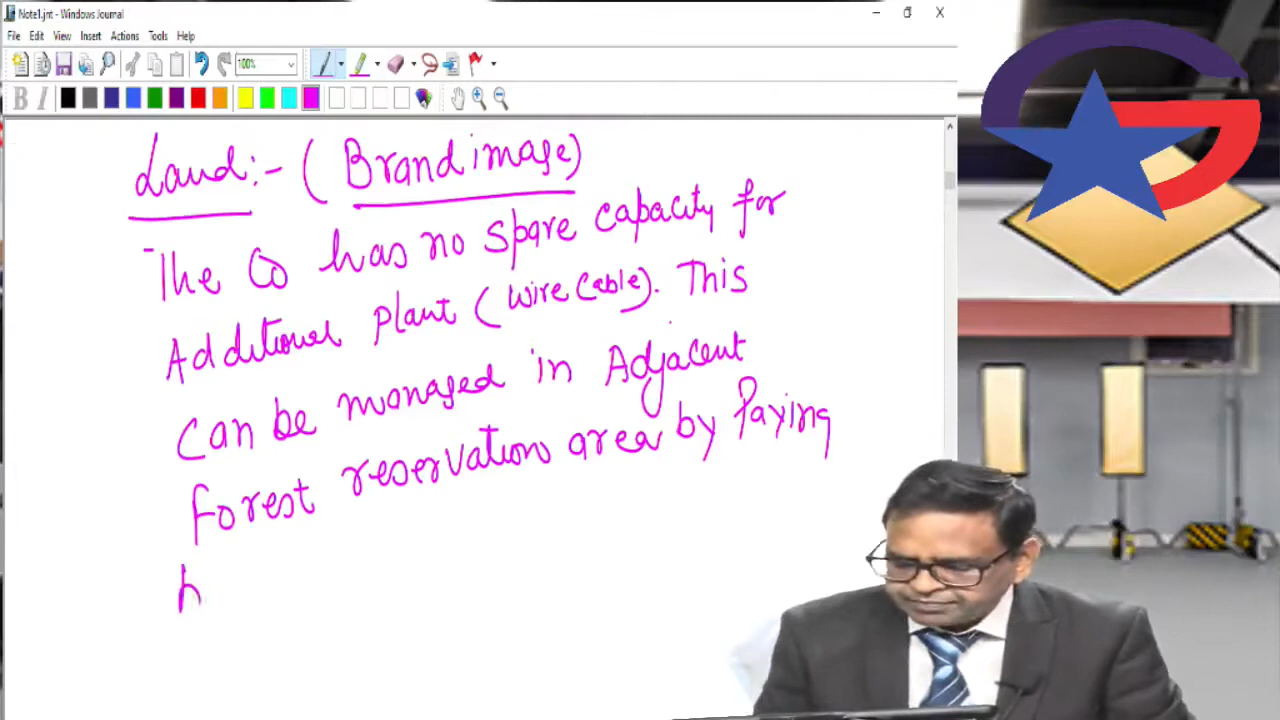 Note1.jnt - Windows Journal
File Edit View Insert Actions Tools Help
100%
B I
Land:- (Brand image)
The Co has no spare capacity for
Additional plant (wire cable). This
can be managed in Adjacent
Forest reservation area by Paying
h